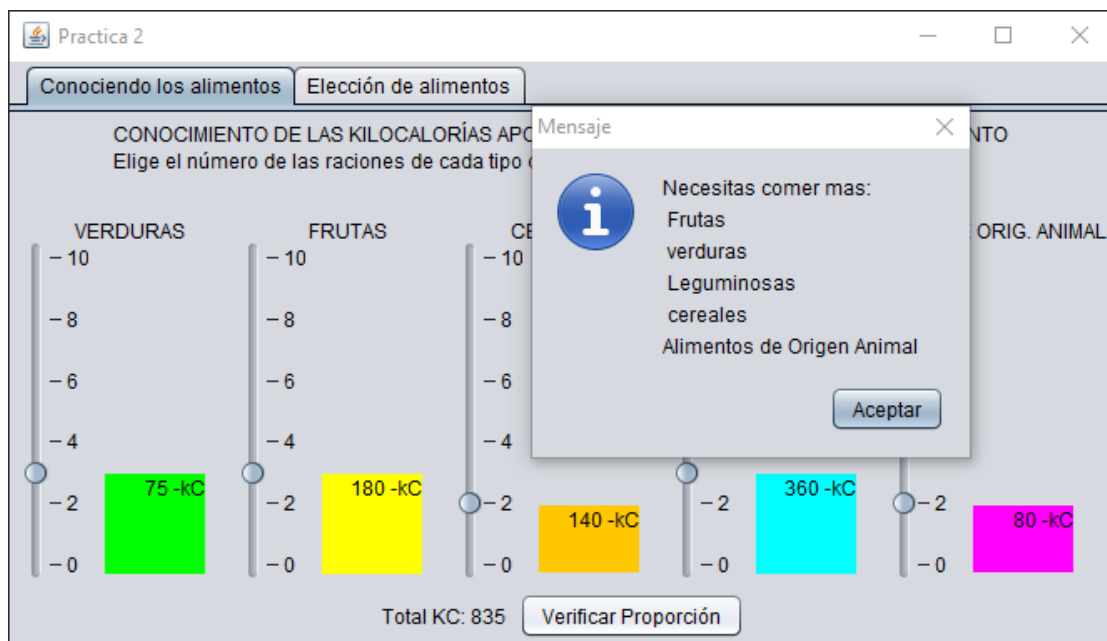 Practica 2
Conociendo los alimentos
Elección de alimentos
CONOCIMIENTO DE LAS KILOCALORÍAS
Elige el número de las raciones de cada tipo
VERDURAS
FRUTAS
ORIG. ANIMAL
10
8
6
4
2
0
75 -kC
10
8
6
4
2
0
180 -kC
10
8
6
4
2
0
140 -kC
2
0
360 -kC
2
0
80 -kC
Mensaje
Necesitas comer mas:
Frutas
verduras
Leguminosas
cereales
Alimentos de Origen Animal
Aceptar
Total KC: 835
Verificar Proporción